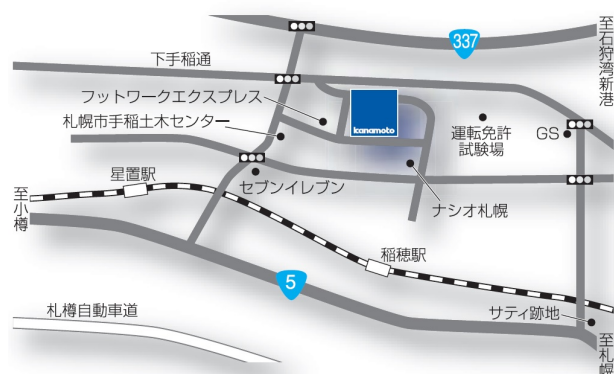 至石狩湾新港
337
下手稲通
フットワークエクスプレス
kanamoto
札幌市手稲土木センター
運転免許
試験場
GS
星置駅
セブンイレブン
ナシオ札幌
至小樽
稲穂駅
5
札樽自動車道
サティ跡地
至札幌